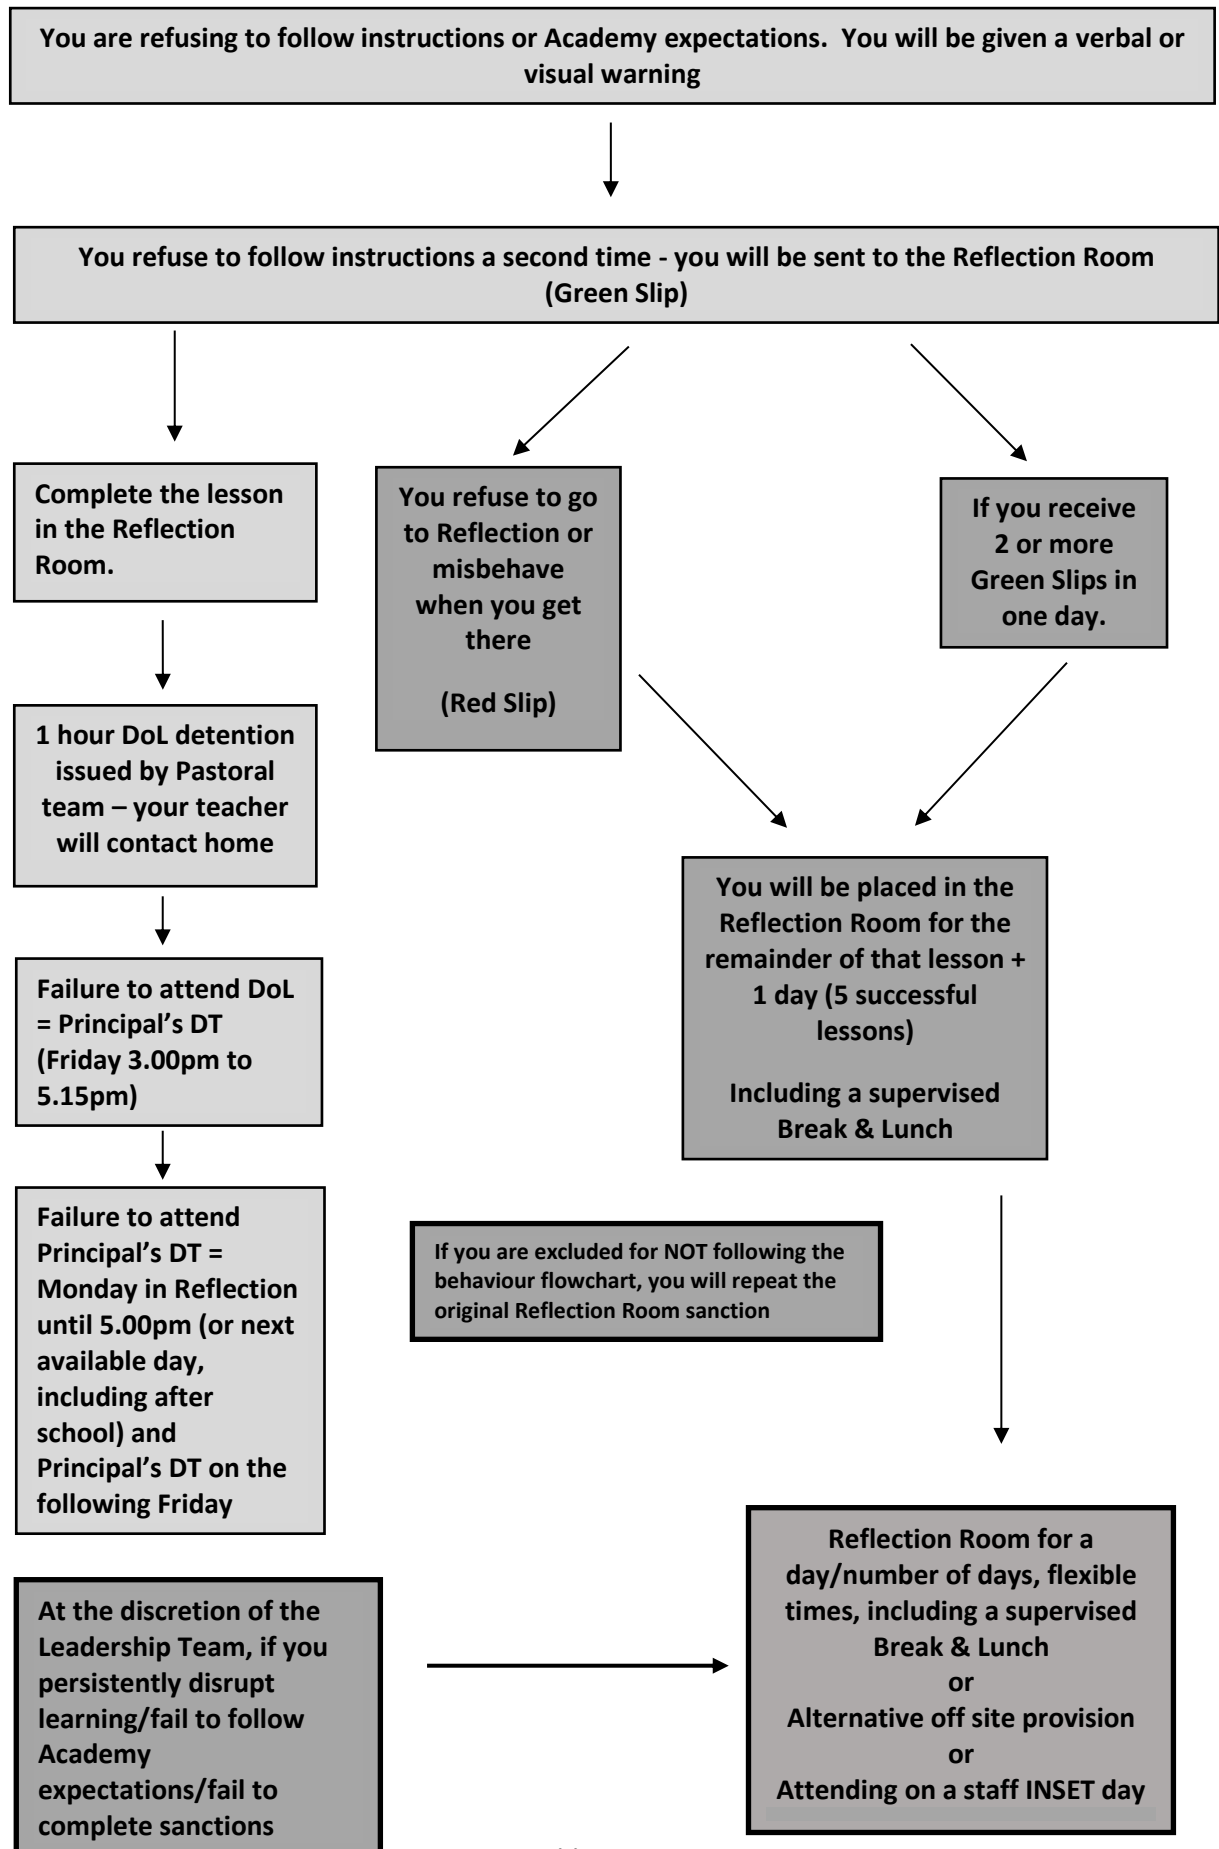 You are refusing to follow instructions or Academy expectations.  You will be given a verbal or
visual warning
You refuse to follow instructions a second time - you will be sent to the Reflection Room
(Green Slip)
Complete the lesson
in the Reflection
Room.
You refuse to go
to Reflection or
misbehave
when you get
there
(Red Slip)
If you receive
2 or more
Green Slips in
one day.
1 hour DoL detention
issued by Pastoral
team – your teacher
will contact home
You will be placed in the
Reflection Room for the
remainder of that lesson +
1 day (5 successful
lessons)
Including a supervised
Break & Lunch
Failure to attend DoL
= Principal’s DT
(Friday 3.00pm to
5.15pm)
Failure to attend
Principal’s DT =
Monday in Reflection
until 5.00pm (or next
available day,
including after
school) and
Principal’s DT on the
following Friday
If you are excluded for NOT following the
behaviour flowchart, you will repeat the
original Reflection Room sanction
At the discretion of the
Leadership Team, if you
persistently disrupt
learning/fail to follow
Academy
expectations/fail to
complete sanctions
Reflection Room for a
day/number of days, flexible
times, including a supervised
Break & Lunch
or
Alternative off site provision
or
Attending on a staff INSET day